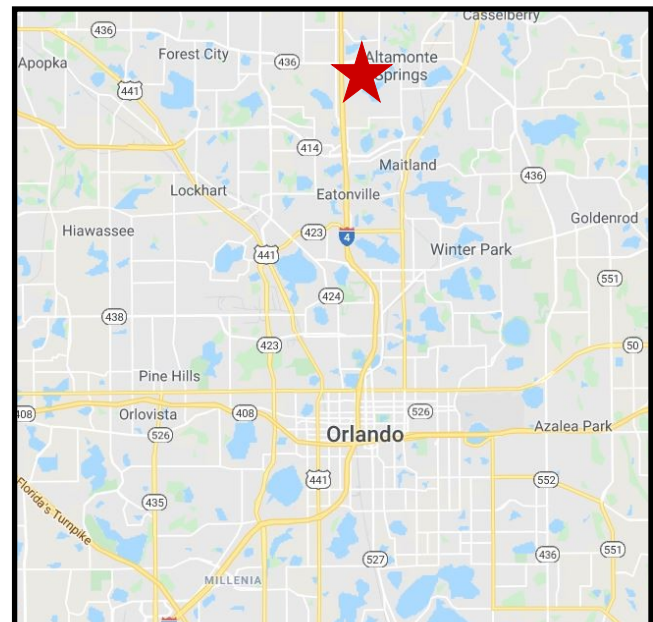 Casselberry
436
Forest City
436
Altamonte
Springs
Apopka
441
414
Maitland
436
Lockhart
Eatonville
Goldenrod
Hiawassee
423
4
441
Winter Park
551
424
438
423
50
Pine Hills
408
Orlovista
408
526
526
Orlando
Azalea Park
441
552
Florida's Turnpike
435
527
436
551
MILLENIA